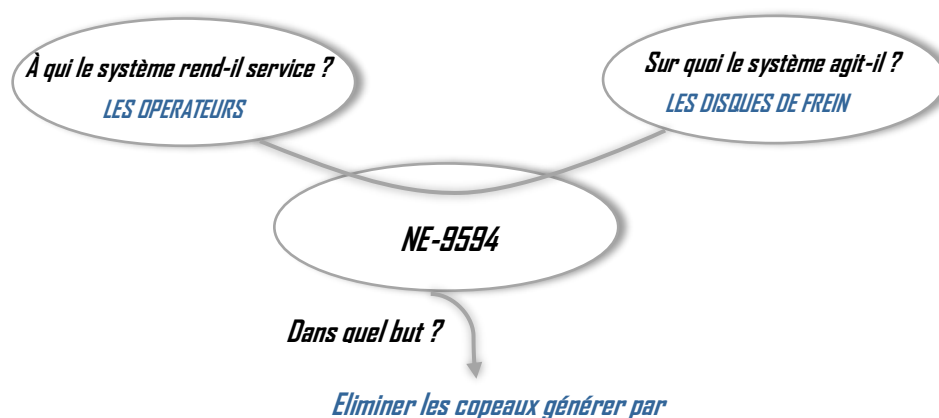 À qui le système rend-il service ?
LES OPERATEURS
Sur quoi le système agit-il ?
LES DISQUES DE FREIN
NE-9594
Dans quel but ?
Eliminer les copeaux générer par